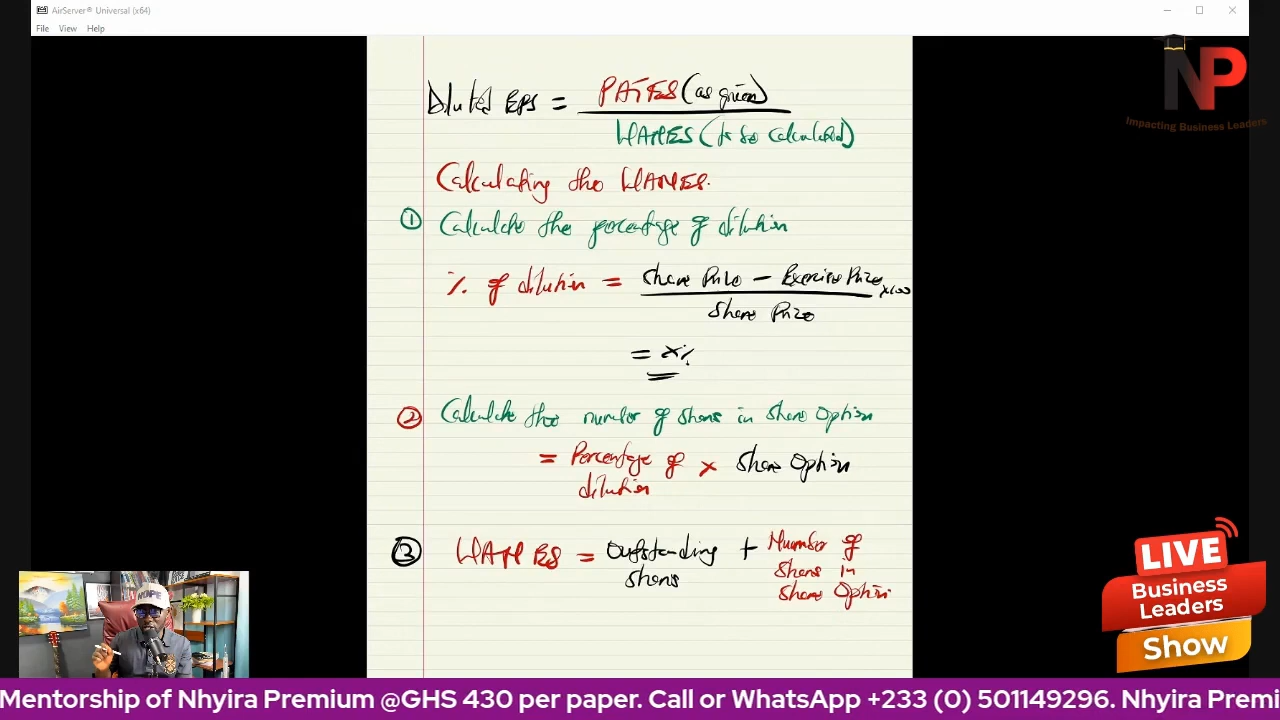 AirServer® Universal (x64)
File View Help
NP
Impacting Business Leaders
Diluted EPS = PATES (as given)
WANES (to be calculated)
Calculating the WANES.
① Calculate the percentage of dilution
% of dilution = Share Price – Exercise Price x100
Share Price
= x%
② Calculate the number of shares in share option
= Percentage of dilution × Share Option
③ WANES = Outstanding shares + Number of shares in share Option
LIVE
Business
Leaders
Show
Mentorship of Nhyira Premium @GHS 430 per paper. Call or WhatsApp +233 (0) 501149296. Nhyira Premi